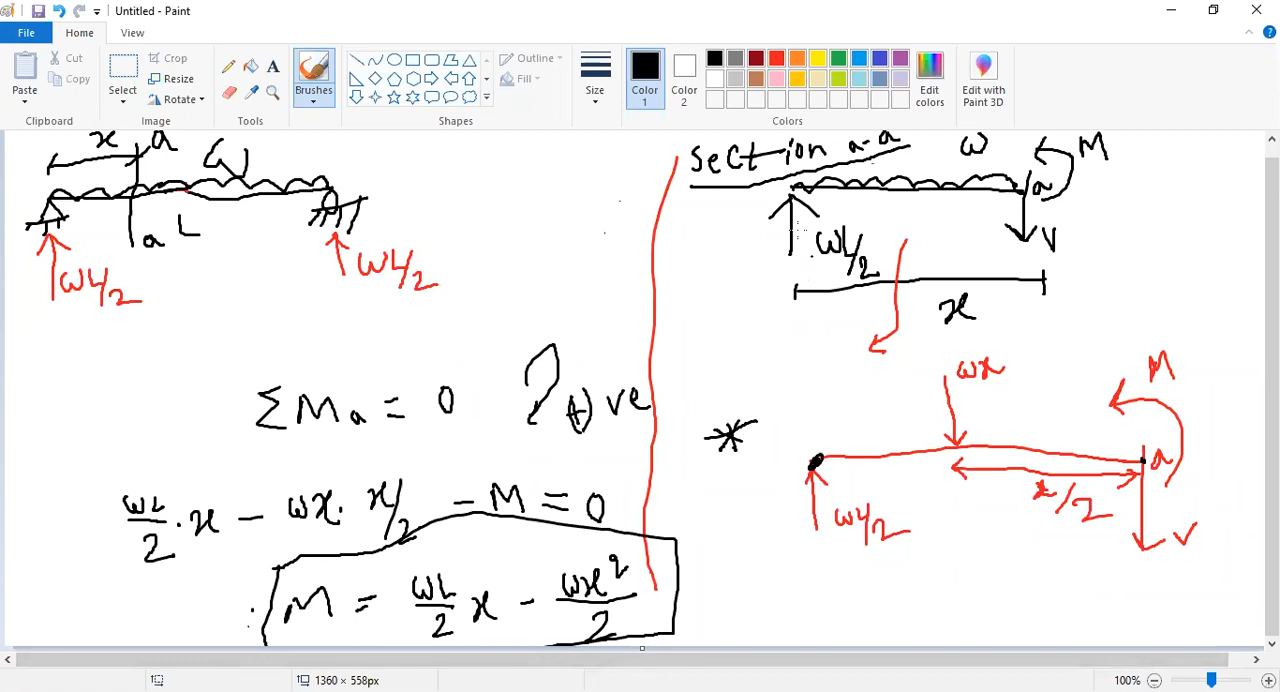 Untitled - Paint
File
Home
View
Paste
Cut
Copy
Clipboard
Select
Crop
Resize
Rotate
Image
A
Tools
Brushes
Outline
Fill
Shapes
Size
Color 1
Color 2
Edit colors
Edit with Paint 3D
Colors
x a
ω
a L
ωL/2
ωL/2
Section a-a
ω
M
a
ωL/2
V
x
ΣMa = 0 (+)ve
ωL/2 . x - ωx. x/2 - M = 0
M = ωL/2 x - ωx²/2
*
ωx
M
a
x/2
ωL/2
V
1360 × 558px
100%